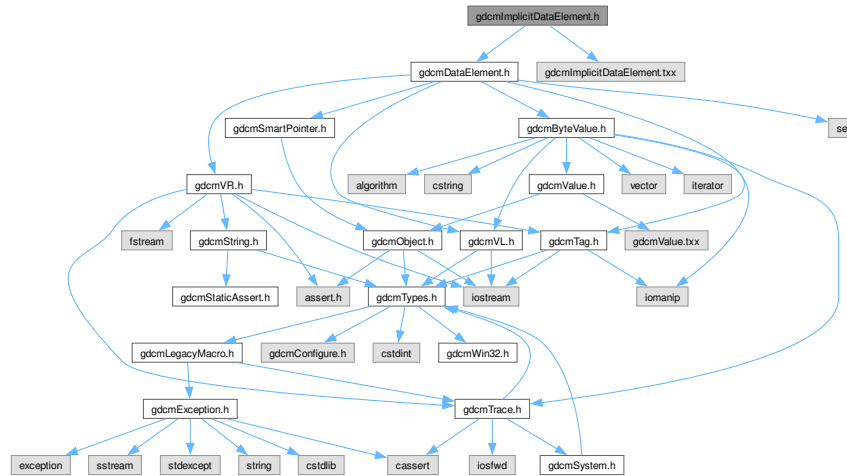 gdcmImplicitDataElement.h
gdcmDataElement.h
gdcmImplicitDataElement.txx
gdcmSmartPointer.h
gdcmByteValue.h
se
gdcmVR.h
algorithm
cstring
gdcmValue.h
vector
iterator
fstream
gdcmString.h
gdcmObject.h
gdcmVL.h
gdcmTag.h
gdcmValue.txx
gdcmStaticAssert.h
assert.h
gdcmTypes.h
iostream
iomanip
gdcmLegacyMacro.h
gdcmConfigure.h
cstdint
gdcmWin32.h
gdcmException.h
gdcmTrace.h
exception
sstream
stdexcept
string
cstdlib
cassert
iosfwd
gdcmSystem.h